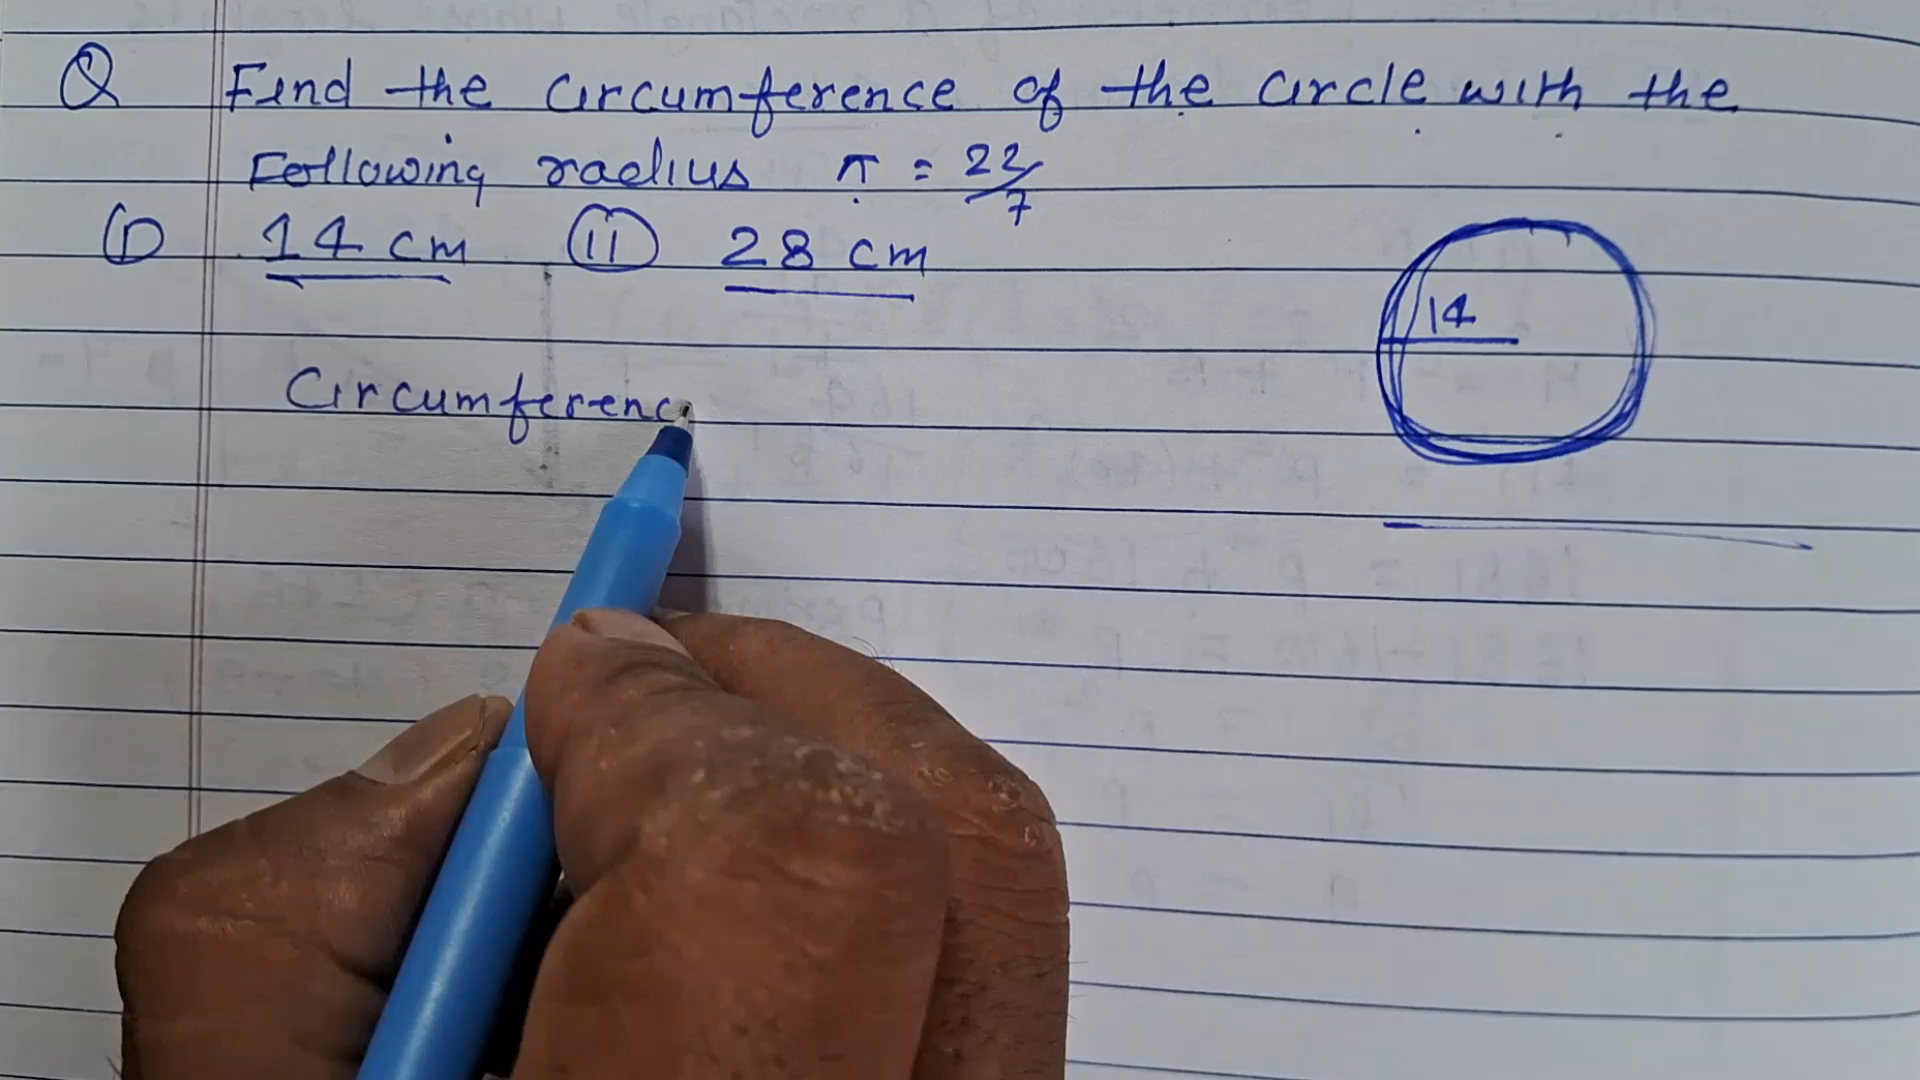 Q Find the circumference of the circle with the
Following radius π = 22/7
(i) 14 cm (ii) 28 cm
14
Circumferenc